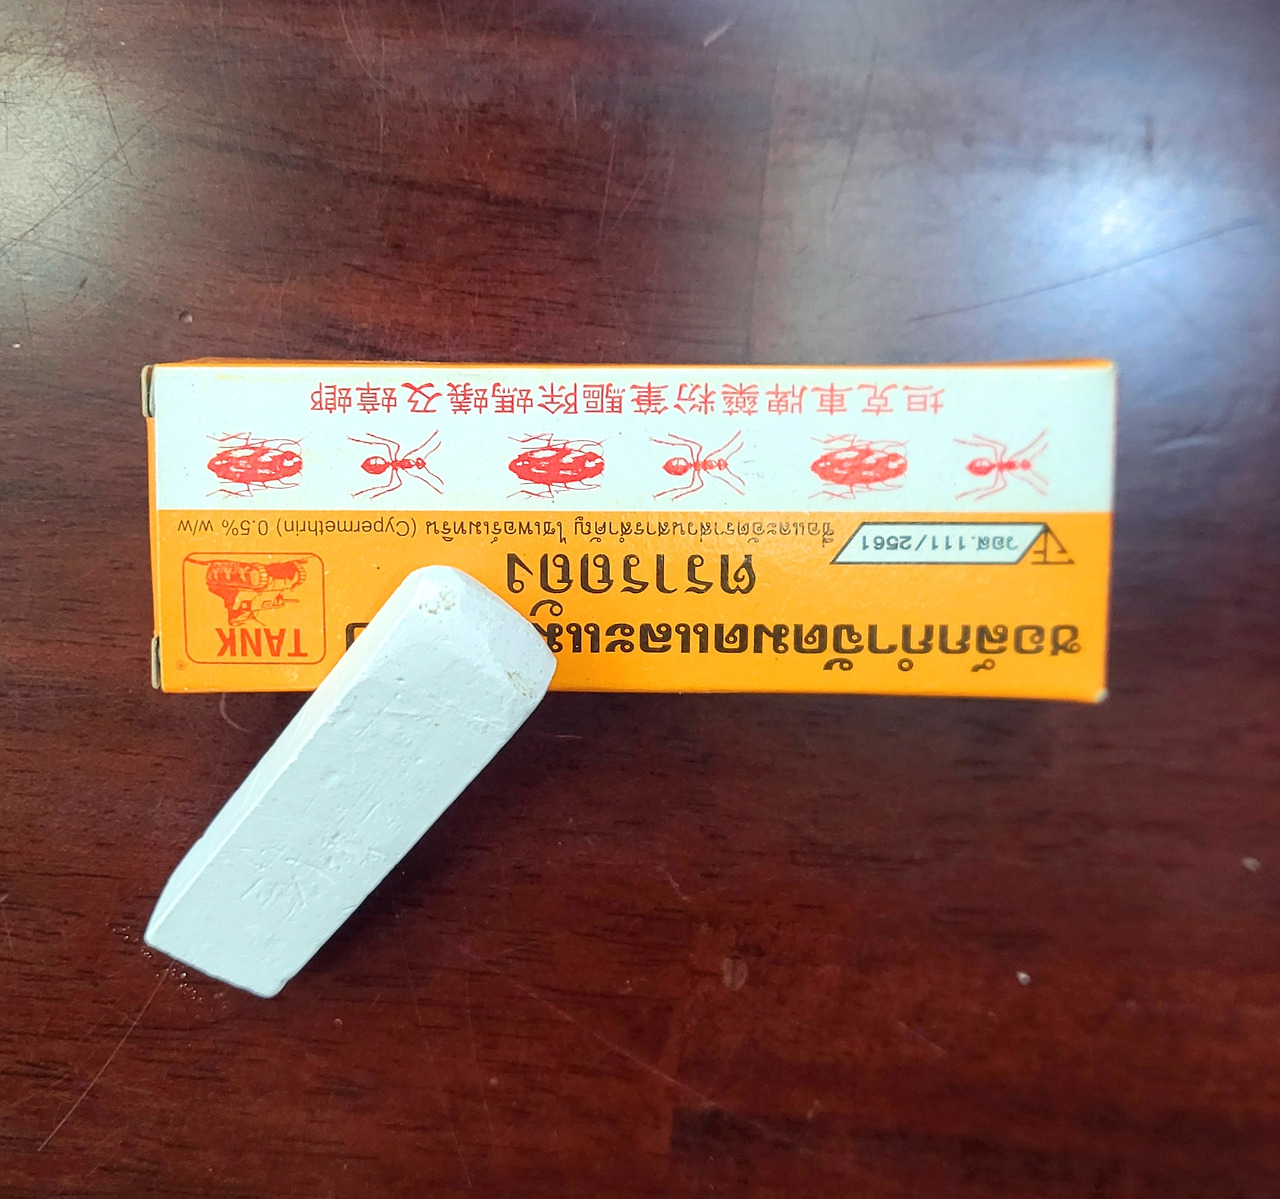 ชอล์กกำจัดมดและ
TANK
®
ตรารถถัง
วอส.111/2561
ชื่อและอัตราส่วนสารสำคัญ ไซเพอร์เมทริน (Cypermethrin) 0.5% w/w
坦克車牌藥粉筆驅除螞蟻及蟑螂